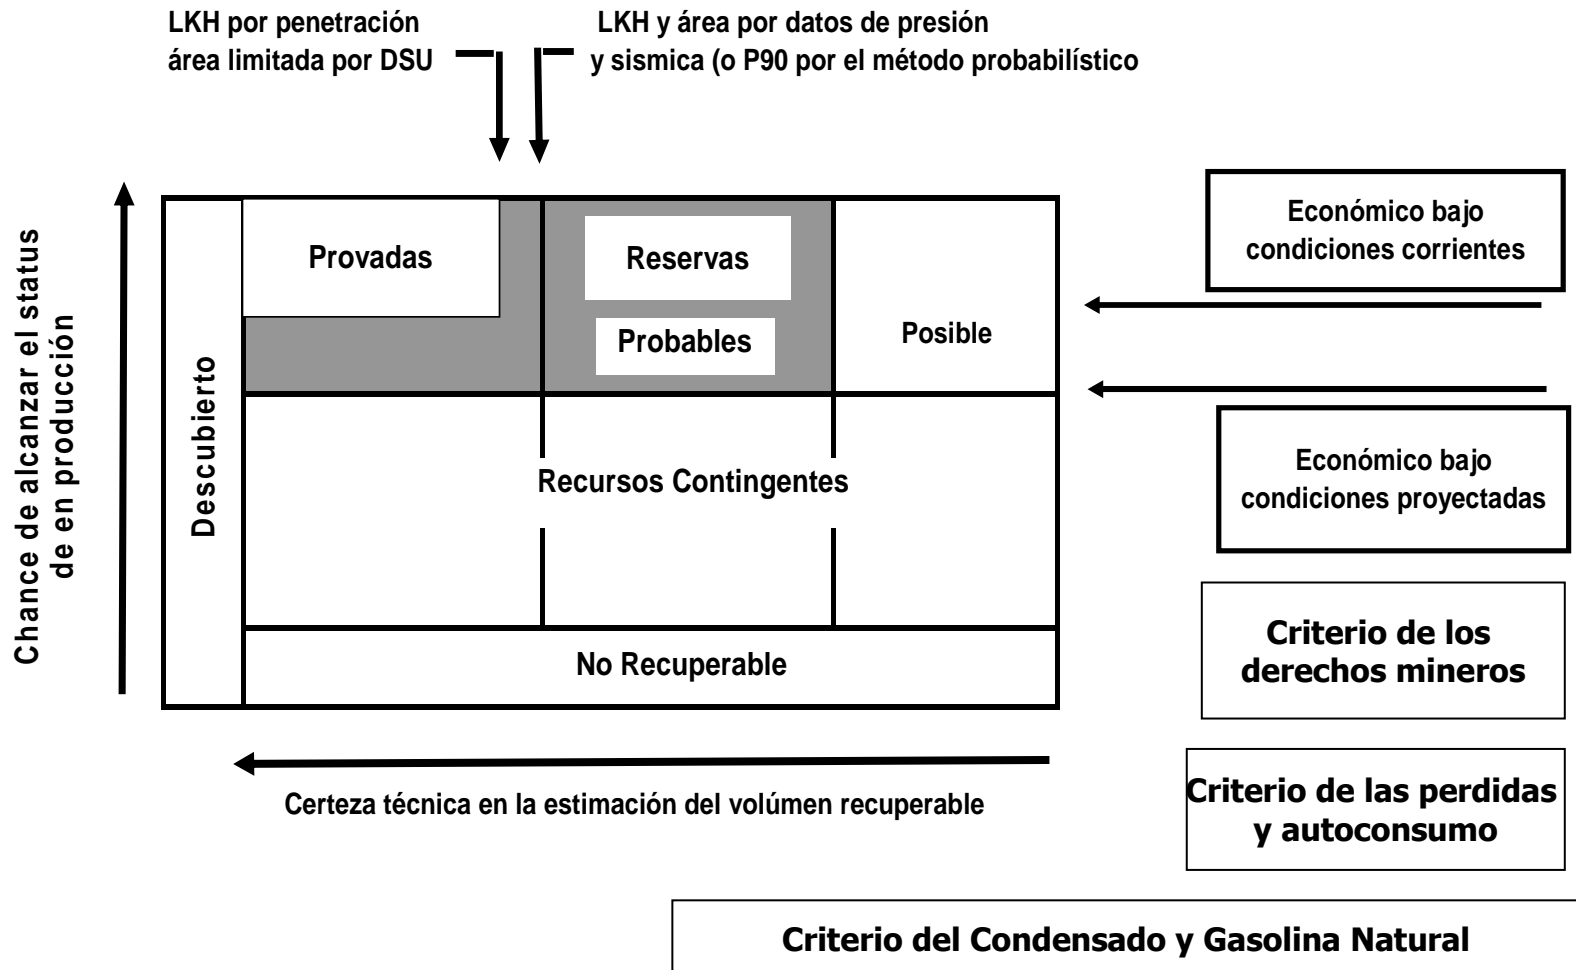 LKH por penetración
área limitada por DSU
LKH y área por datos de presión
y sismica (o P90 por el método probabilístico
Chance de alcanzar el status
de en producción
Descubierto
Provadas
Reservas
Probables
Posible
Recursos Contingentes
No Recuperable
Certeza técnica en la estimación del volúmen recuperable
Económico bajo
condiciones corrientes
Económico bajo
condiciones proyectadas
Criterio de los
derechos mineros
Criterio de las perdidas
y autoconsumo
Criterio del Condensado y Gasolina Natural